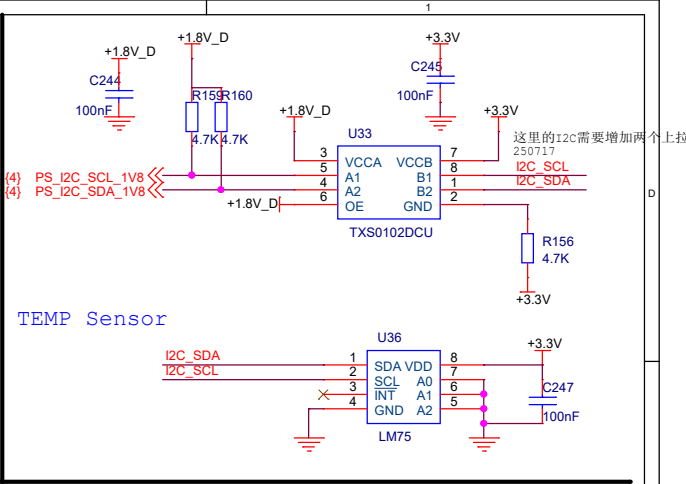 1
+1.8V_D
+3.3V
+1.8V_D
C244
100nF
R159
R160
4.7K
4.7K
C245
100nF
+1.8V_D
+3.3V
这里的I2C需要增加两个上拉
250717
U33
3
5
4
6
VCCA
A1
A2
OE
VCCB
B1
B2
GND
7
8
1
2
I2C_SCL
I2C_SDA
{4} PS_I2C_SCL_1V8
{4} PS_I2C_SDA_1V8
+1.8V_D
TXS0102DCU
D
R156
4.7K
+3.3V
TEMP Sensor
U36
+3.3V
I2C_SDA
I2C_SCL
1
2
3
4
SDA
SCL
INT
GND
VDD
A0
A1
A2
8
7
6
5
LM75
C247
100nF